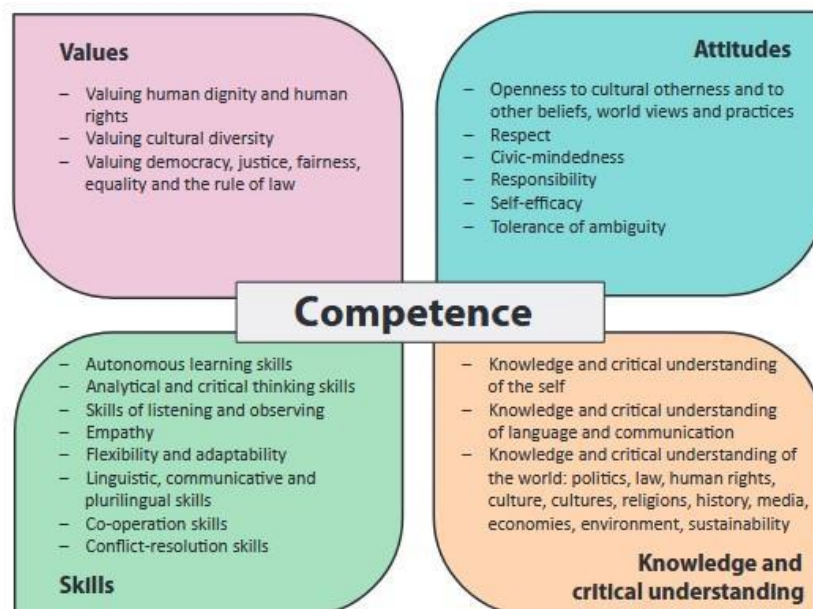 Values
– Valuing human dignity and human
rights
– Valuing cultural diversity
– Valuing democracy, justice, fairness,
equality and the rule of law
Attitudes
– Openness to cultural otherness and to
other beliefs, world views and practices
– Respect
– Civic-mindedness
– Responsibility
– Self-efficacy
– Tolerance of ambiguity
Competence
– Autonomous learning skills
– Analytical and critical thinking skills
– Skills of listening and observing
– Empathy
– Flexibility and adaptability
– Linguistic, communicative and
plurilingual skills
– Co-operation skills
– Conflict-resolution skills
Skills
– Knowledge and critical understanding
of the self
– Knowledge and critical understanding
of language and communication
– Knowledge and critical understanding of
the world: politics, law, human rights,
culture, cultures, religions, history, media,
economies, environment, sustainability
Knowledge and
critical understanding